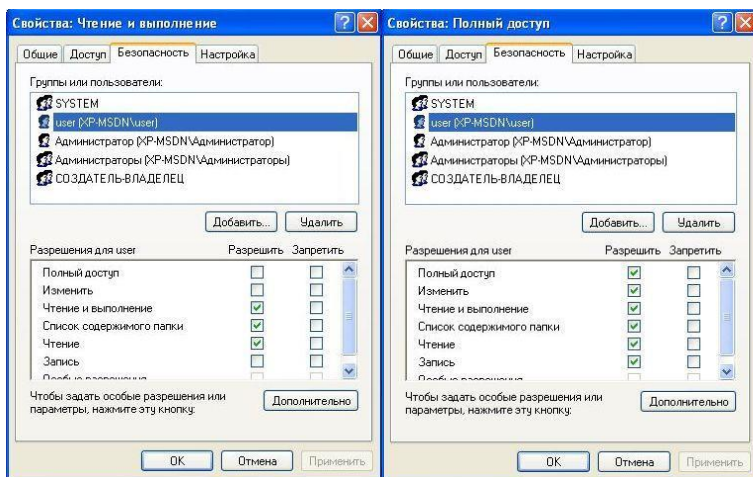 Свойства: Чтение и выполнение
Общие Доступ Безопасность Настройка
Группы или пользователи:
SYSTEM
user (XP-MSDN\user)
Администратор (XP-MSDN\Администратор)
Администраторы (XP-MSDN\Администраторы)
СОЗДАТЕЛЬ-ВЛАДЕЛЕЦ
Добавить... Удалить
Разрешения для user Разрешить Запретить
Полный доступ
Изменить
Чтение и выполнение
Список содержимого папки
Чтение
Запись
Особые разрешения
Чтобы задать особые разрешения или
параметры, нажмите эту кнопку:
Дополнительно
OK Отмена Применить
Свойства: Полный доступ
Общие Доступ Безопасность Настройка
Группы или пользователи:
SYSTEM
user (XP-MSDN\user)
Администратор (XP-MSDN\Администратор)
Администраторы (XP-MSDN\Администраторы)
СОЗДАТЕЛЬ-ВЛАДЕЛЕЦ
Добавить... Удалить
Разрешения для user Разрешить Запретить
Полный доступ
Изменить
Чтение и выполнение
Список содержимого папки
Чтение
Запись
Особые разрешения
Чтобы задать особые разрешения или
параметры, нажмите эту кнопку:
Дополнительно
OK Отмена Применить